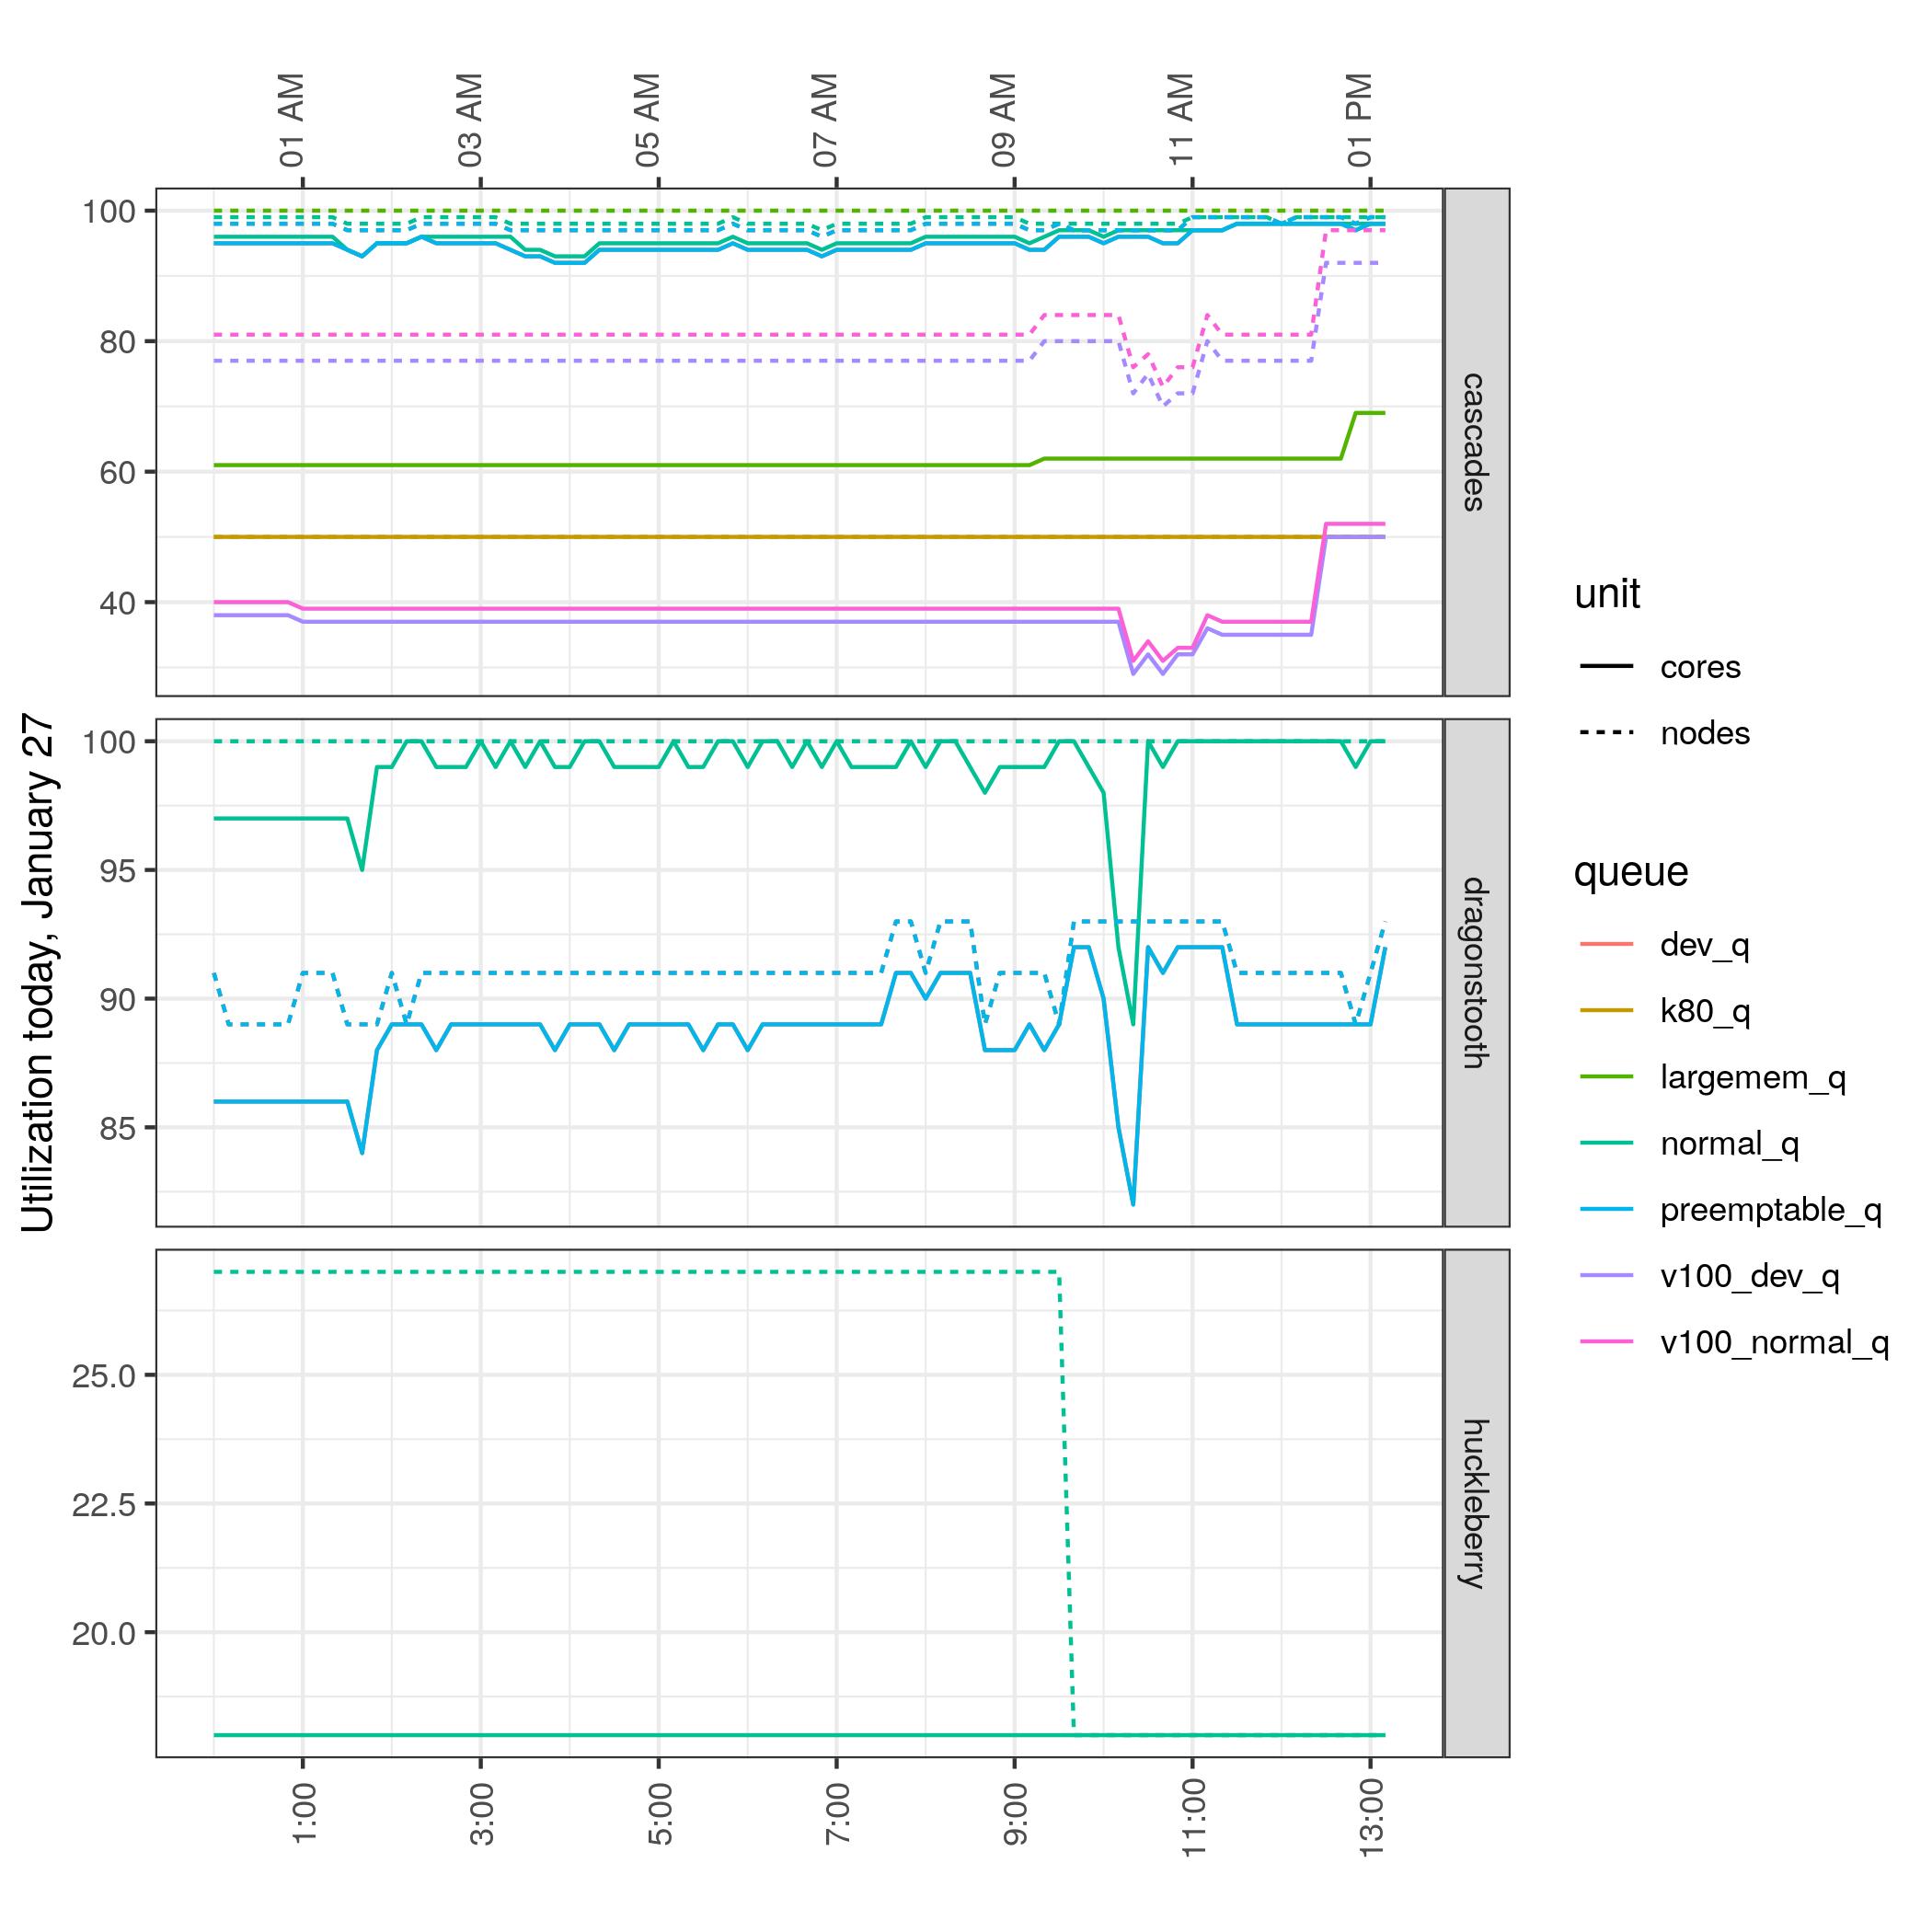 01 AM
03 AM
05 AM
07 AM
09 AM
11 AM
01 PM
Utilization today, January 27
100
80
60
40
cascades
100
95
90
85
dragonstooth
25.0
22.5
20.0
huckleberry
1:00
3:00
5:00
7:00
9:00
11:00
13:00
unit
cores
nodes
queue
dev_q
k80_q
largemem_q
normal_q
preemptable_q
v100_dev_q
v100_normal_q